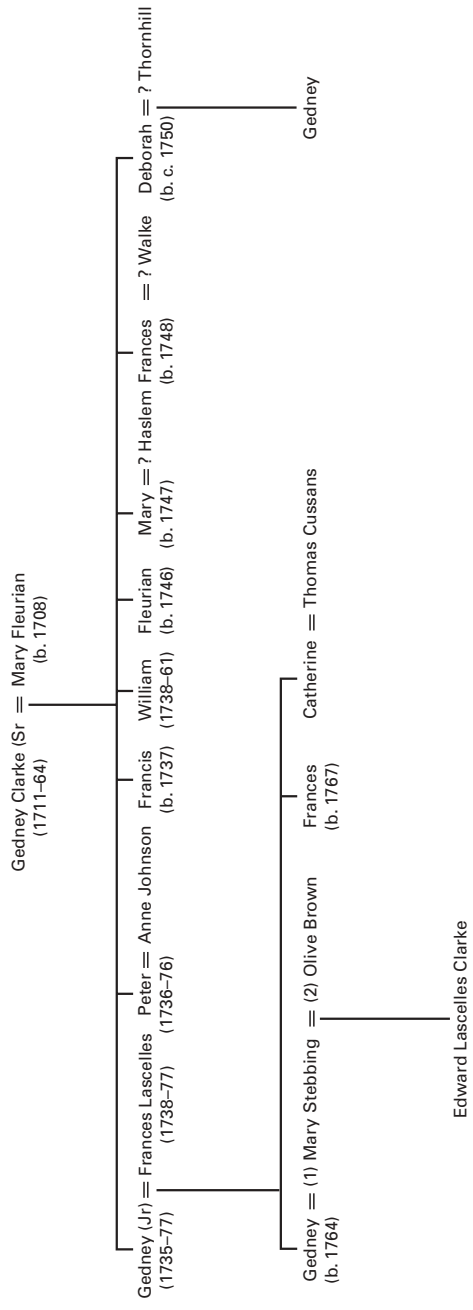 Gedney Clarke (Sr = Mary Fleurian
(1711–64) (b. 1708)
Gedney (Jr) = Frances Lascelles Peter = Anne Johnson Francis William Fleurian Mary = ? Haslem Frances = ? Walke Deborah = ? Thornhill
(1735–77) (1738–77) (1736–76) (b. 1737) (1738–61) (b. 1746) (b. 1747) (b. 1748) (b. c. 1750)
Gedney = (1) Mary Stebbing = (2) Olive Brown Frances Catherine = Thomas Cussans Gedney
(b. 1764) (b. 1767)
Edward Lascelles Clarke